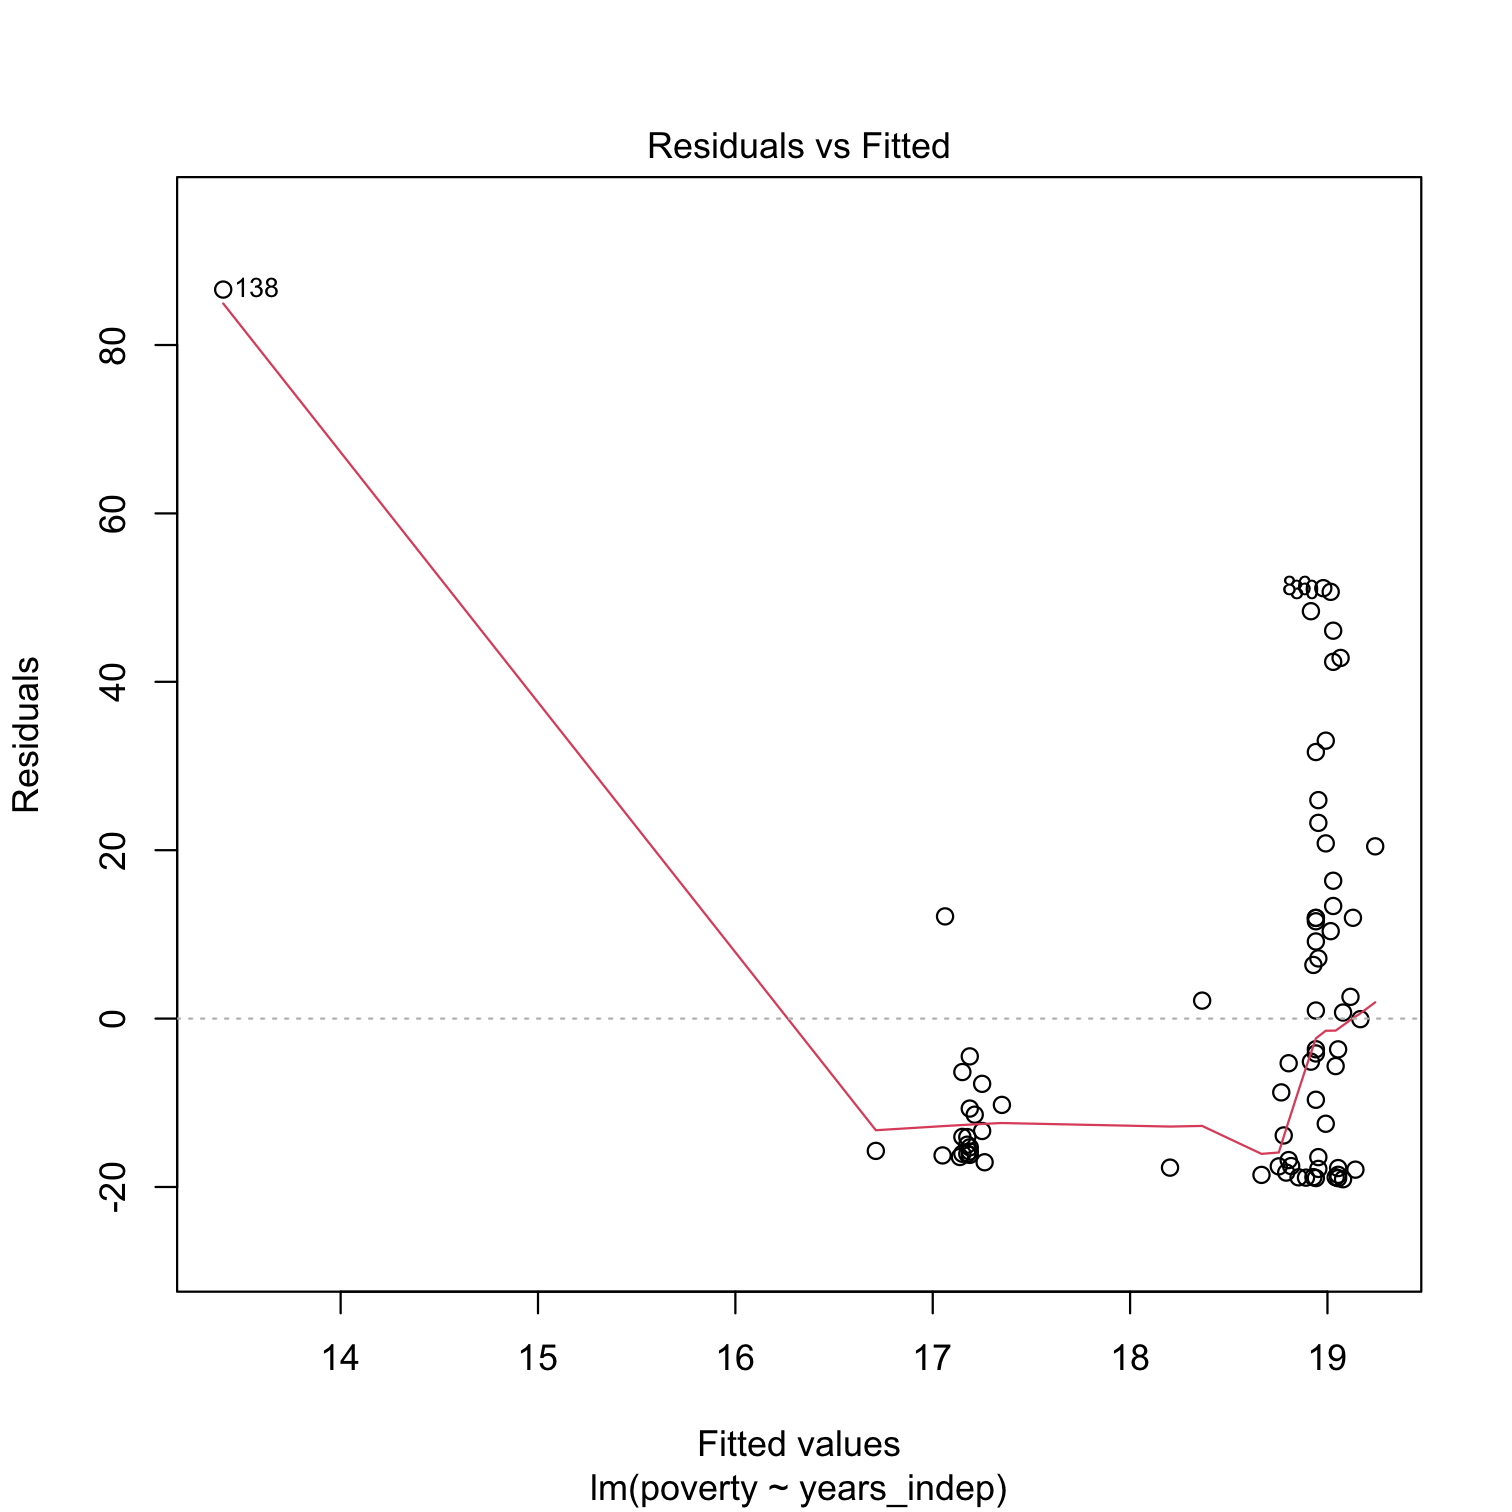 Residuals vs Fitted
138
80
60
40
20
0
-20
Residuals
14 15 16 17 18 19
Fitted values
lm(poverty ~ years_indep)